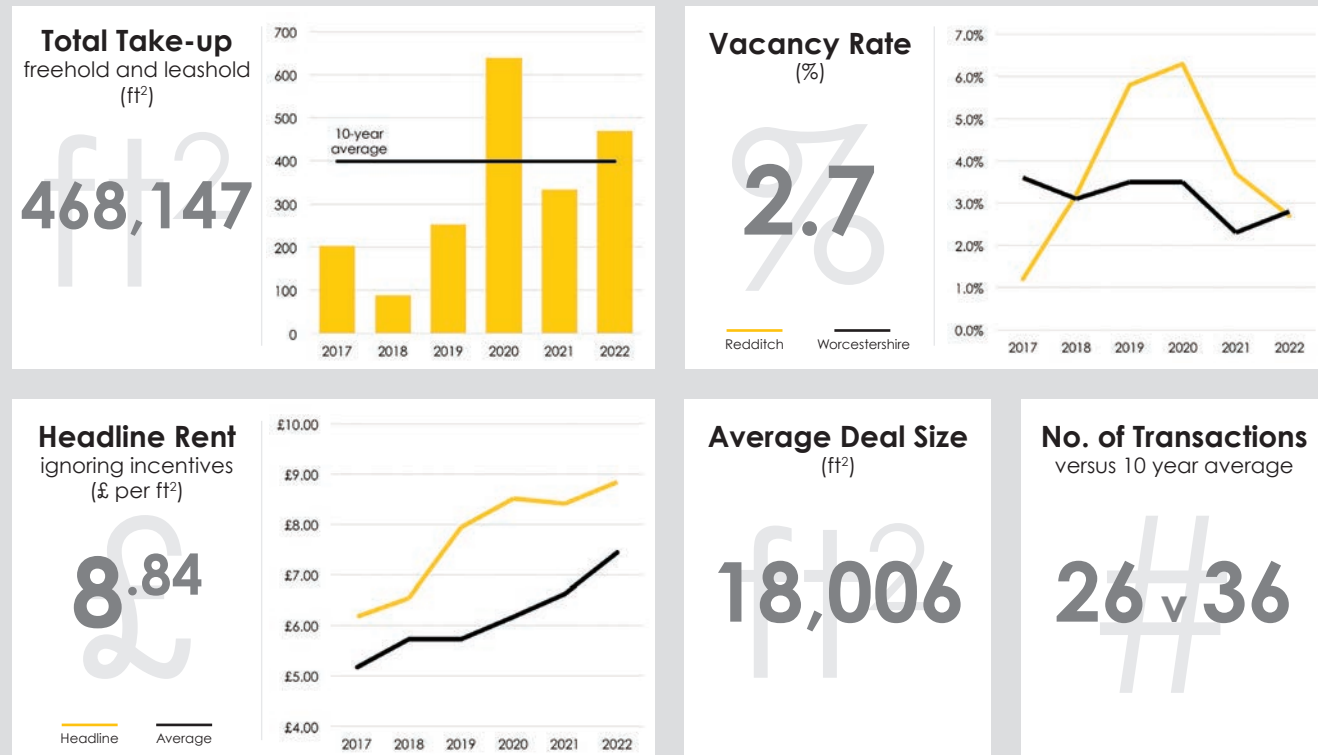 Total Take-up
freehold and leashold
(ft²)
ft²
468,147
700
600
500
400
300
200
100
0
10-year
average
2017 2018 2019 2020 2021 2022
Vacancy Rate
(%)
%
2.7
Redditch Worcestershire
7.0%
6.0%
5.0%
4.0%
3.0%
2.0%
1.0%
0.0%
2017 2018 2019 2020 2021 2022
Headline Rent
ignoring incentives
(£ per ft²)
£
8.84
Headline Average
£10.00
£9.00
£8.00
£7.00
£6.00
£5.00
£4.00
2017 2018 2019 2020 2021 2022
Average Deal Size
(ft²)
ft²
18,006
No. of Transactions
versus 10 year average
#
26 v 36